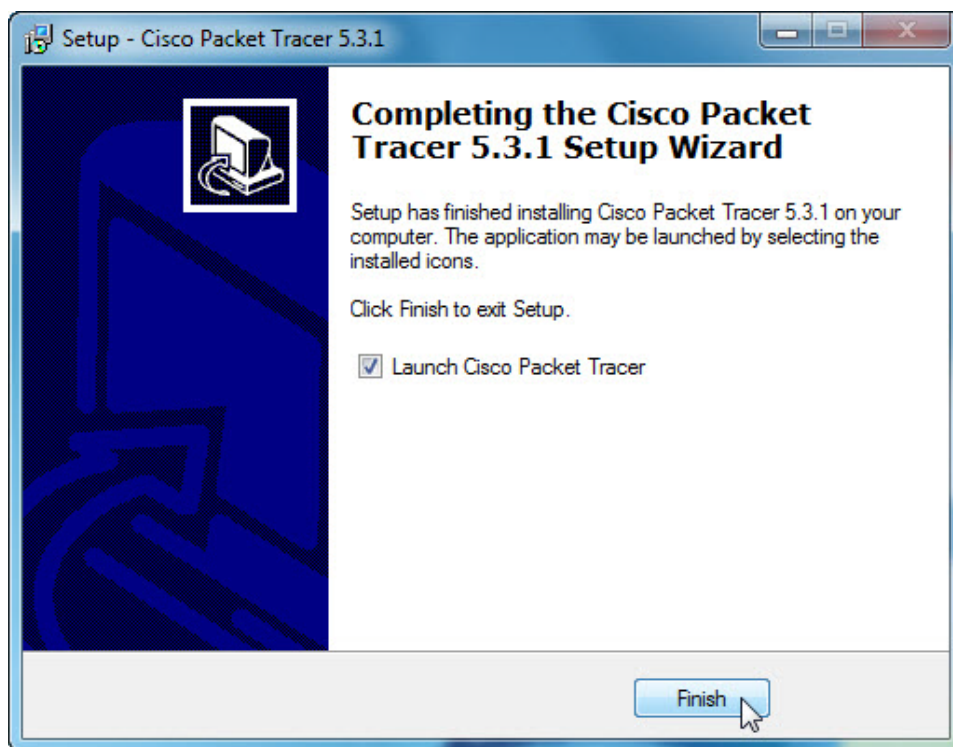 Setup - Cisco Packet Tracer 5.3.1
Completing the Cisco Packet
Tracer 5.3.1 Setup Wizard
Setup has finished installing Cisco Packet Tracer 5.3.1 on your
computer. The application may be launched by selecting the
installed icons.
Click Finish to exit Setup.
Launch Cisco Packet Tracer
Finish